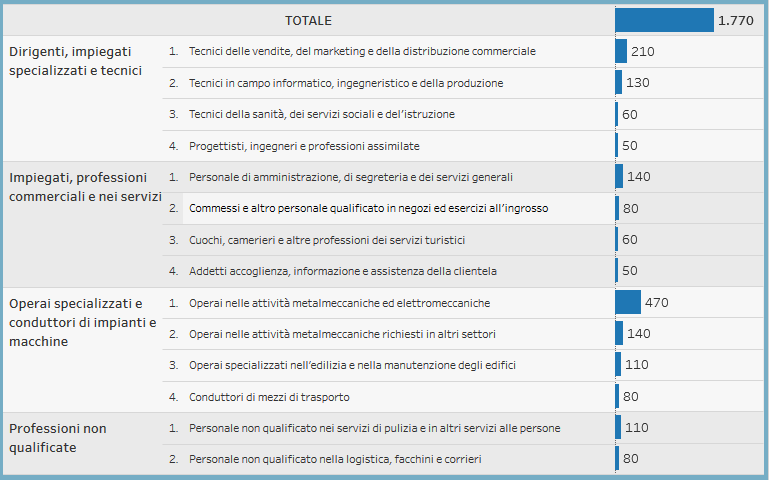 TOTALE 1.770
Dirigenti, impiegati
specializzati e tecnici
1. Tecnici delle vendite, del marketing e della distribuzione commerciale 210
2. Tecnici in campo informatico, ingegneristico e della produzione 130
3. Tecnici della sanità, dei servizi sociali e del'istruzione 60
4. Progettisti, ingegneri e professioni assimilate 50
Impiegati, professioni
commerciali e nei servizi
1. Personale di amministrazione, di segreteria e dei servizi generali 140
2. Commessi e altro personale qualificato in negozi ed esercizi all'ingrosso 80
3. Cuochi, camerieri e altre professioni dei servizi turistici 60
4. Addetti accoglienza, informazione e assistenza della clientela 50
Operai specializzati e
conduttori di impianti e
macchine
1. Operai nelle attività metalmeccaniche ed elettromeccaniche 470
2. Operai nelle attività metalmeccaniche richiesti in altri settori 140
3. Operai specializzati nell'edilizia e nella manutenzione degli edifici 110
4. Conduttori di mezzi di trasporto 80
Professioni non
qualificate
1. Personale non qualificato nei servizi di pulizia e in altri servizi alle persone 110
2. Personale non qualificato nella logistica, facchini e corrieri 80